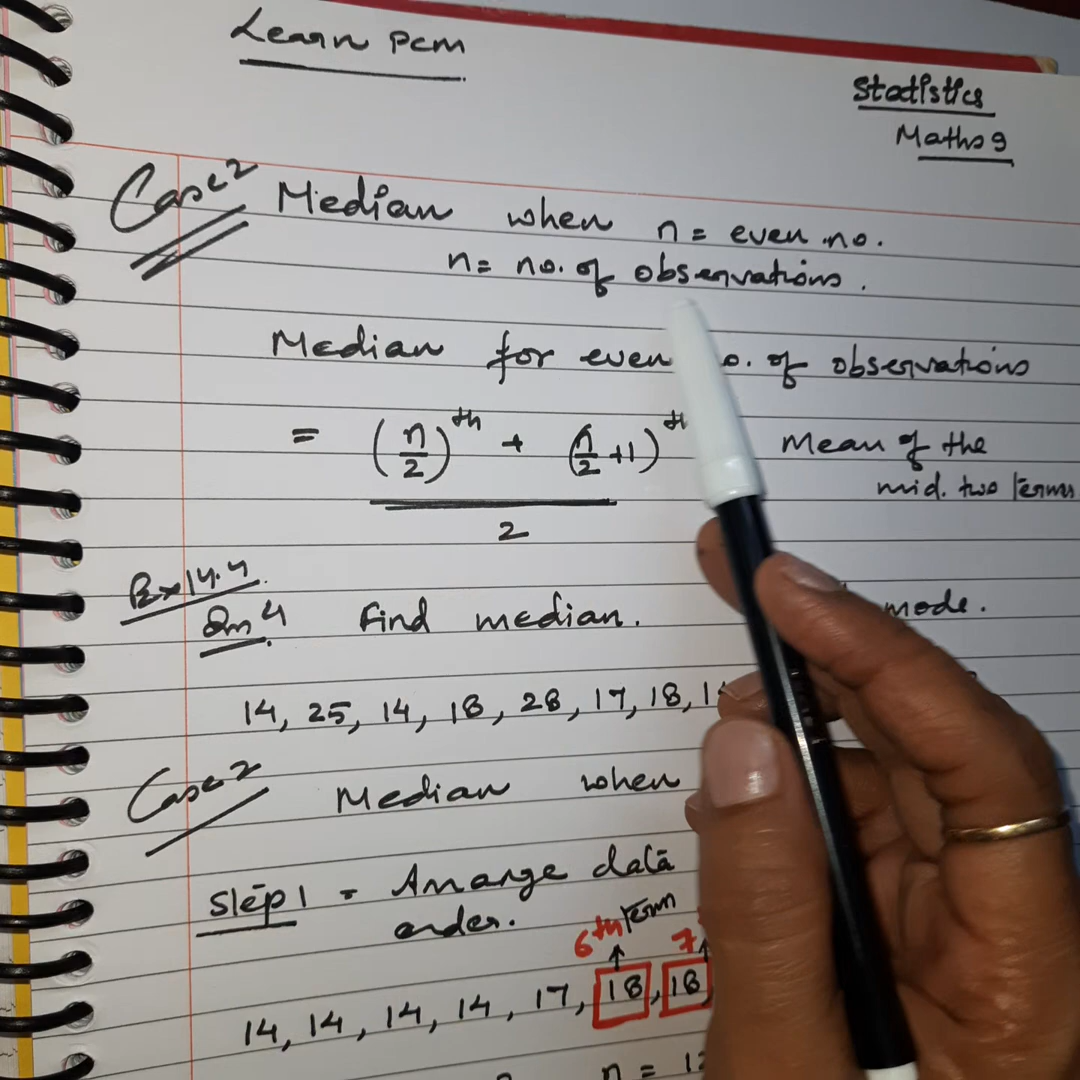 Learn PCM
Statistics
Maths 9
Case 2 Median when n = even no.
n = no. of observations.
Median for even o. of observations
= (n/2)th + (n/2 + 1)th
2
Mean of the
mid. two terms
Ex 14.4
Qn 4 Find median. mode.
14, 25, 14, 18, 28, 17, 18, 1
Case 2 Median when
Step 1 = Arrange data
order.
6th term 7
14, 14, 14, 14, 17, 18, 18,
n = 12